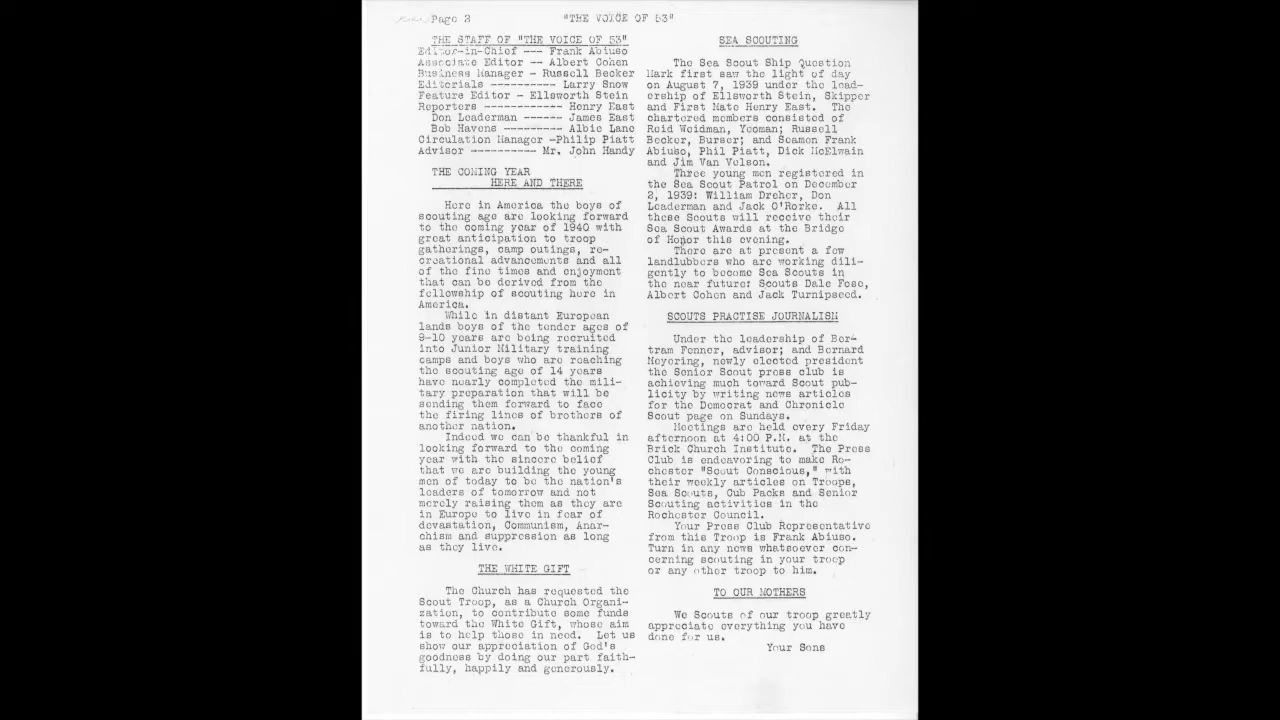 Page 2
"THE VOICE OF 53"
THE STAFF OF "THE VOICE OF 53"
Editor-in-Chief --- Frank Abiuso
Associate Editor -- Albert Cohen
Business Manager - Russell Becker
Editorials ---------- Larry Snow
Feature Editor - Ellsworth Stein
Reporters ------------ Henry East
Don Leaderman ------ James East
Bob Havens --------- Albie Lane
Circulation Manager -Philip Piatt
Advisor ---------- Mr. John Handy
THE COMING YEAR
HERE AND THERE
Here in America the boys of
scouting age are looking forward
to the coming year of 1940 with
great anticipation to troop
gatherings, camp outings, re-
creational advancements and all
of the fine times and enjoyment
that can be derived from the
fellowship of scouting here in
America.
While in distant European
lands boys of the tender ages of
9-10 years are being recruited
into Junior Military training
camps and boys who are reaching
the scouting age of 14 years
have nearly completed the mili-
tary preparation that will be
sending them forward to face
the firing lines of brothers of
another nation.
Indeed we can be thankful in
looking forward to the coming
year with the sincere belief
that we are building the young
men of today to be the nation's
leaders of tomorrow and not
merely raising them as they are
in Europe to live in fear of
devastation, Communism, Anar-
chism and suppression as long
as they live.
THE WHITE GIFT
The Church has requested the
Scout Troop, as a Church Organi-
zation, to contribute some funds
toward the White Gift, whose aim
is to help those in need. Let us
show our appreciation of God's
goodness by doing our part faith-
fully, happily and generously.
SEA SCOUTING
The Sea Scout Ship Question
Mark first saw the light of day
on August 7, 1939 under the lead-
ership of Ellsworth Stein, Skipper
and First Mate Henry East. The
chartered members consisted of
Reid Weidman, Yeoman; Russell
Becker, Burser; and Seamen Frank
Abiuso, Phil Piatt, Dick McElwain
and Jim Van Velson.
Three young men registered in
the Sea Scout Patrol on December
2, 1939: William Dreher, Don
Leaderman and Jack O'Rorke. All
these Scouts will receive their
Sea Scout Awards at the Bridge
of Honor this evening.
There are at present a few
landlubbers who are working dili-
gently to become Sea Scouts in
the near future: Scouts Dale Fose,
Albert Cohen and Jack Turnipseed.
SCOUTS PRACTISE JOURNALISM
Under the leadership of Ber-
tram Fenner, advisor; and Bernard
Meyering, newly elected president
the Senior Scout press club is
achieving much toward Scout pub-
licity by writing news articles
for the Democrat and Chronicle
Scout page on Sundays.
Meetings are held every Friday
afternoon at 4:00 P.M. at the
Brick Church Institute. The Press
Club is endeavoring to make Ro-
chester "Scout Conscious," with
their weekly articles on Troops,
Sea Scouts, Cub Packs and Senior
Scouting activities in the
Rochester Council.
Your Press Club Representative
from this Troop is Frank Abiuso.
Turn in any news whatsoever con-
cerning scouting in your troop
or any other troop to him.
TO OUR MOTHERS
We Scouts of our troop greatly
appreciate everything you have
done for us.
Your Sons